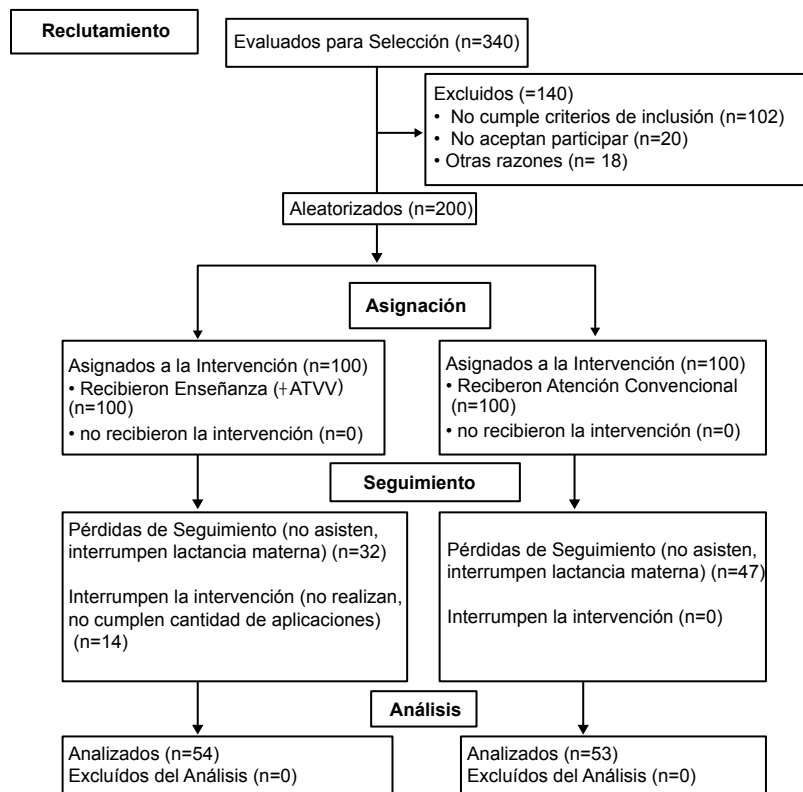 Reclutamiento
Evaluados para Selección (n=340)
Excluidos (=140)
• No cumple criterios de inclusión (n=102)
• No aceptan participar (n=20)
• Otras razones (n= 18)
Aleatorizados (n=200)
Asignación
Asignados a la Intervención (n=100)
• Recibieron Enseñanza (+ATVV)
(n=100)
• no recibieron la intervención (n=0)
Asignados a la Intervención (n=100)
• Reciberon Atención Convencional
(n=100)
• no recibieron la intervención (n=0)
Seguimiento
Pérdidas de Seguimiento (no asisten,
interrumpen lactancia materna) (n=32)
Interrumpen la intervención (no realizan,
no cumplen cantidad de aplicaciones)
(n=14)
Pérdidas de Seguimiento (no asisten,
interrumpen lactancia materna) (n=47)
Interrumpen la intervención (n=0)
Análisis
Analizados (n=54)
Excluídos del Análisis (n=0)
Analizados (n=53)
Excluídos del Análisis (n=0)